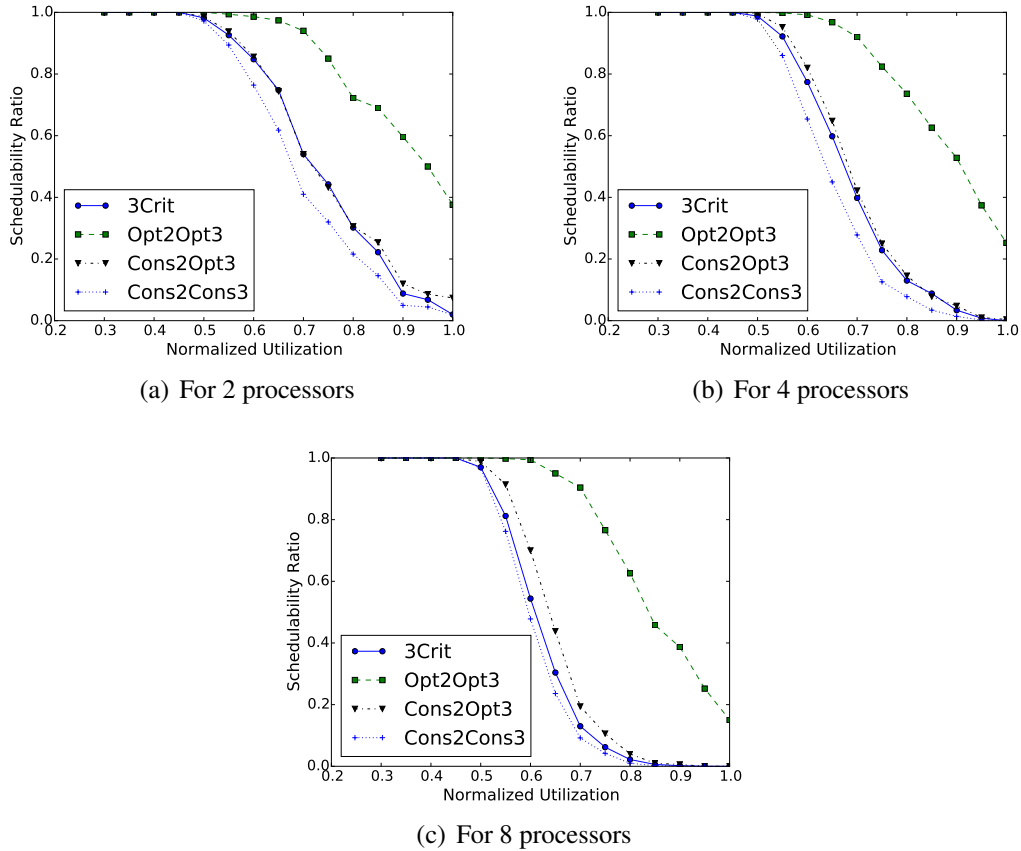 1.0
0.8
0.6
0.4
0.2
0.0
Schedulability Ratio
3Crit
Opt2Opt3
Cons2Opt3
Cons2Cons3
0.2 0.3 0.4 0.5 0.6 0.7 0.8 0.9 1.0
Normalized Utilization
(a) For 2 processors
1.0
0.8
0.6
0.4
0.2
0.0
Schedulability Ratio
3Crit
Opt2Opt3
Cons2Opt3
Cons2Cons3
0.2 0.3 0.4 0.5 0.6 0.7 0.8 0.9 1.0
Normalized Utilization
(b) For 4 processors
1.0
0.8
0.6
0.4
0.2
0.0
Schedulability Ratio
3Crit
Opt2Opt3
Cons2Opt3
Cons2Cons3
0.2 0.3 0.4 0.5 0.6 0.7 0.8 0.9 1.0
Normalized Utilization
(c) For 8 processors